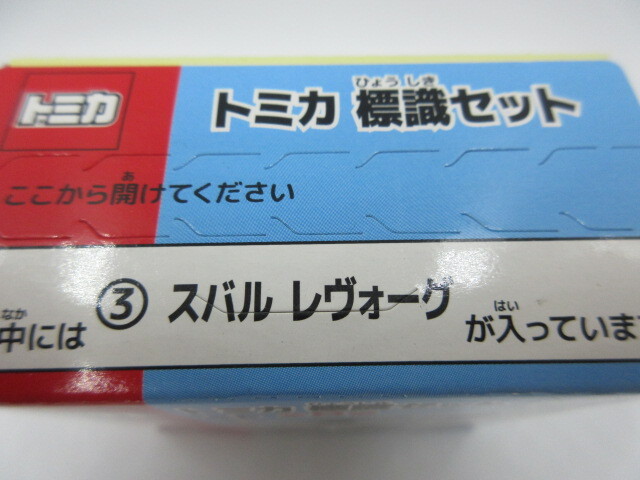 トミカ
トミカ 標識セット
ひょう しき
ここから開けてください
あ
③ スバル レヴォーグ
中には
なか
が入っています
はい